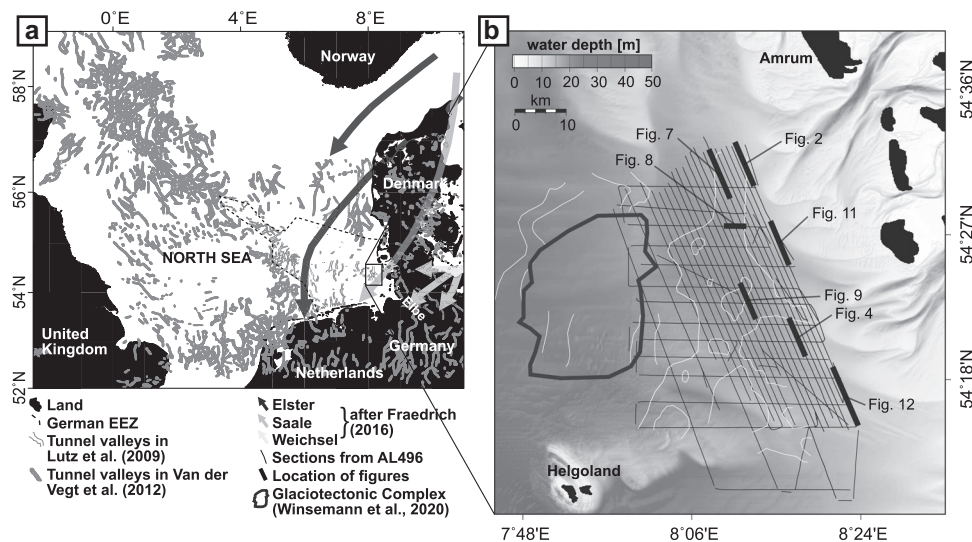 a
0°E
4°E
8°E
58°N
56°N
54°N
52°N
Norway
Denmark
NORTH SEA
Elbe
United
Kingdom
Germany
Netherlands
Land
German EEZ
Tunnel valleys in
Lutz et al. (2009)
Tunnel valleys in Van der
Vegt et al. (2012)
Elster
Saale
Weichsel
after Fraedrich
(2016)
Sections from AL496
Location of figures
Glaciotectonic Complex
(Winsemann et al., 2020)
b
water depth [m]
0 10 20 30 40 50
km
0 10
Amrum
Fig. 7
Fig. 2
Fig. 8
Fig. 11
Fig. 9
Fig. 4
Fig. 12
Helgoland
54°36'N
54°27'N
54°18'N
7°48'E
8°06'E
8°24'E